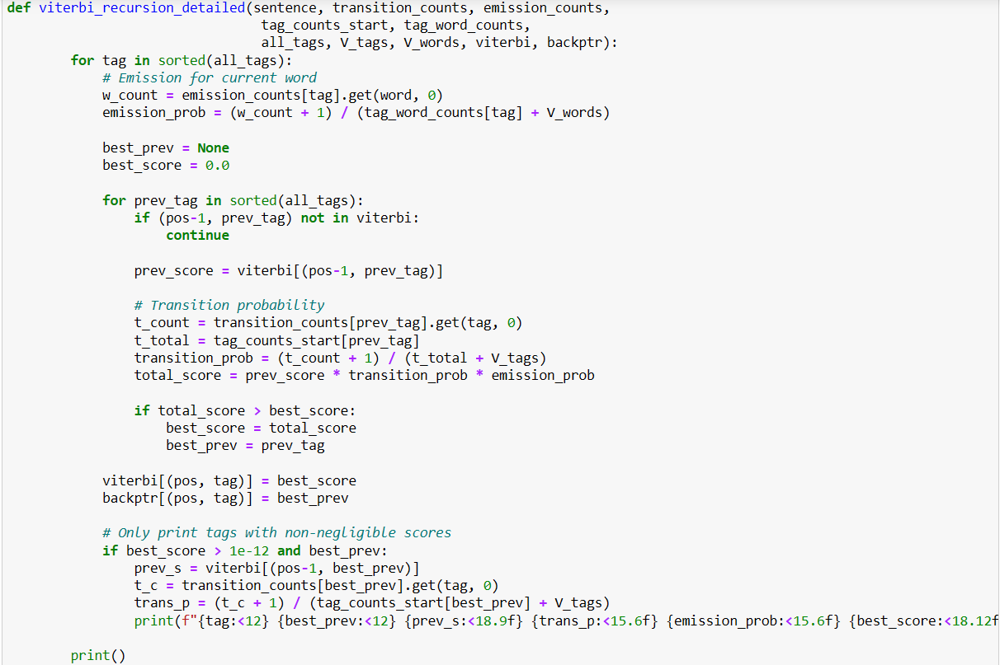 def viterbi_recursion_detailed(sentence, transition_counts, emission_counts,
                                tag_counts_start, tag_word_counts,
                                all_tags, V_tags, V_words, viterbi, backptr):
        for tag in sorted(all_tags):
            # Emission for current word
            w_count = emission_counts[tag].get(word, 0)
            emission_prob = (w_count + 1) / (tag_word_counts[tag] + V_words)

            best_prev = None
            best_score = 0.0

            for prev_tag in sorted(all_tags):
                if (pos-1, prev_tag) not in viterbi:
                    continue

                prev_score = viterbi[(pos-1, prev_tag)]

                # Transition probability
                t_count = transition_counts[prev_tag].get(tag, 0)
                t_total = tag_counts_start[prev_tag]
                transition_prob = (t_count + 1) / (t_total + V_tags)
                total_score = prev_score * transition_prob * emission_prob

                if total_score > best_score:
                    best_score = total_score
                    best_prev = prev_tag

            viterbi[(pos, tag)] = best_score
            backptr[(pos, tag)] = best_prev

            # Only print tags with non-negligible scores
            if best_score > 1e-12 and best_prev:
                prev_s = viterbi[(pos-1, best_prev)]
                t_c = transition_counts[best_prev].get(tag, 0)
                trans_p = (t_c + 1) / (tag_counts_start[best_prev] + V_tags)
                print(f"{tag:<12} {best_prev:<12} {prev_s:<18.9f} {trans_p:<15.6f} {emission_prob:<15.6f} {best_score:<18.12f

        print()